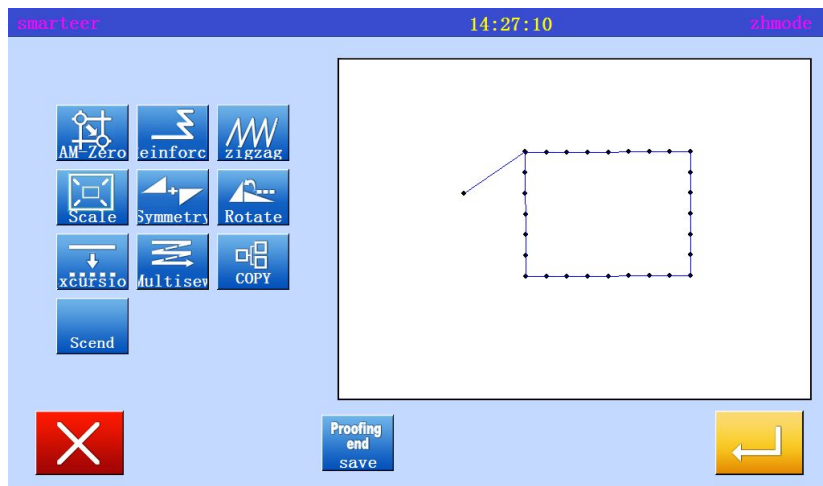 smarteer 14:27:10 zhmode
AM-Zero einforc zigzag
Scale Symmetry Rotate
xcursio Multisew COPY
Scend
Proofing
end
save